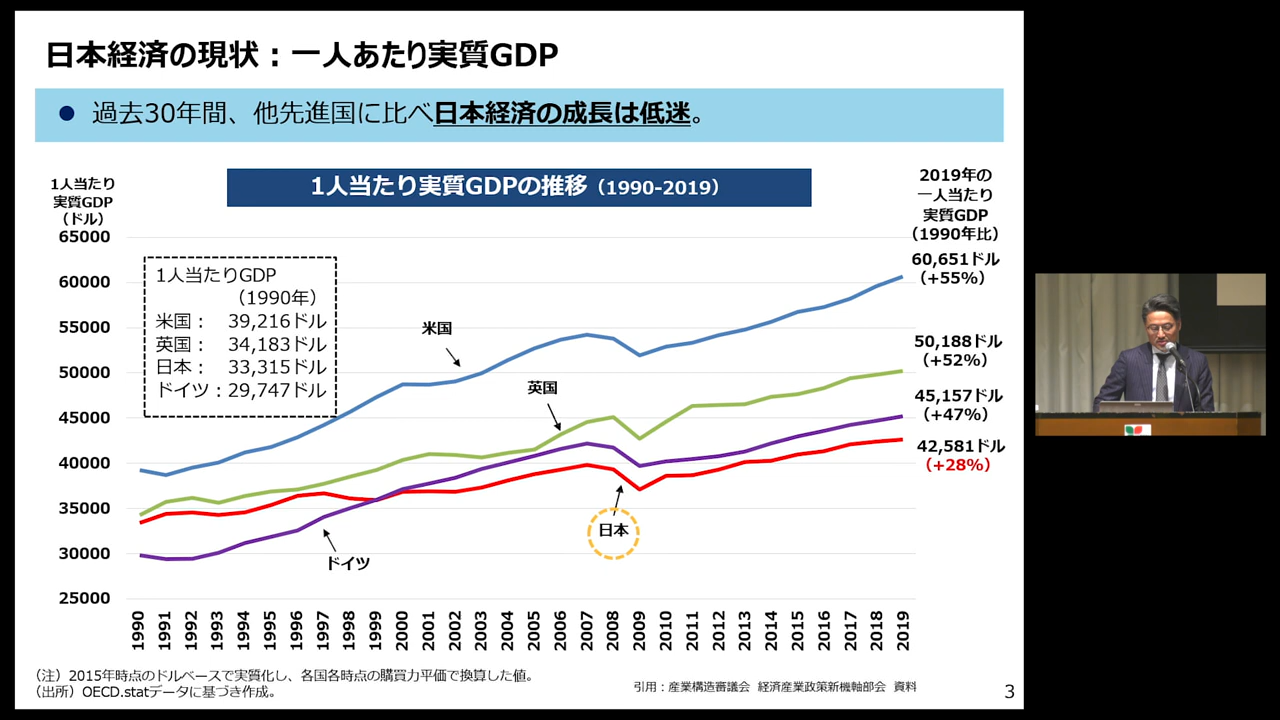 日本経済の現状：一人あたり実質GDP
● 過去30年間、他先進国に比べ日本経済の成長は低迷。
1人当たり
実質GDP
（ドル）
1人当たり実質GDPの推移（1990-2019）
2019年の
一人当たり
実質GDP
（1990年比）
65000
60000
55000
50000
45000
40000
35000
30000
25000
1人当たりGDP
（1990年）
米国： 39,216ドル
英国： 34,183ドル
日本： 33,315ドル
ドイツ：29,747ドル
米国
英国
日本
ドイツ
60,651ドル
（+55%）
50,188ドル
（+52%）
45,157ドル
（+47%）
42,581ドル
（+28%）
1990 1991 1992 1993 1994 1995 1996 1997 1998 1999 2000 2001 2002 2003 2004 2005 2006 2007 2008 2009 2010 2011 2012 2013 2014 2015 2016 2017 2018 2019
（注）2015年時点のドルベースで実質化し、各国各時点の購買力平価で換算した値。
（出所）OECD.statデータに基づき作成。
引用：産業構造審議会 経済産業政策新機軸部会 資料
3